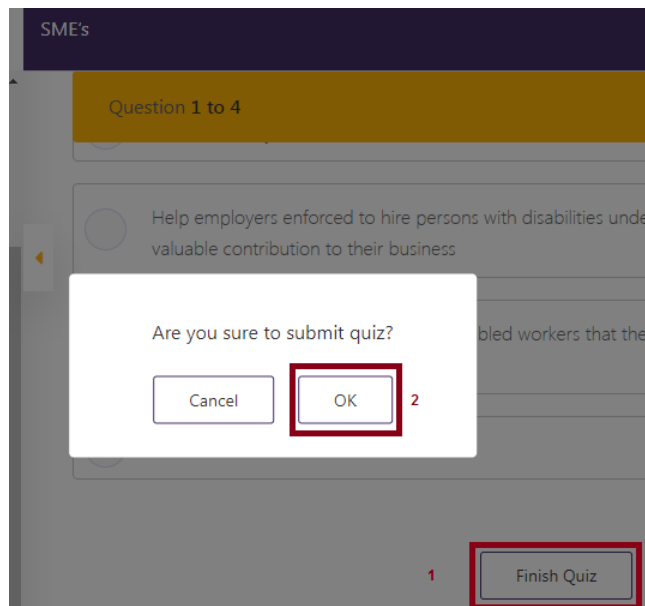 SME's
Question 1 to 4
Help employers enforced to hire persons with disabilities unde
valuable contribution to their business
Are you sure to submit quiz?
bled workers that the
Cancel
OK
2
1
Finish Quiz